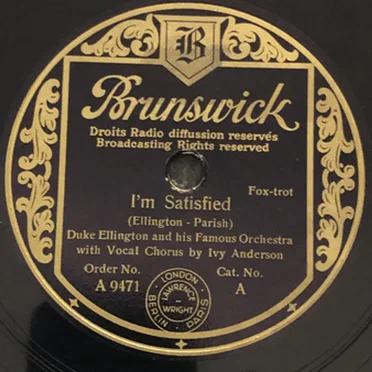 B
Brunswick
Droits Radio diffussion reservés
Broadcasting Rights reserved
Fox-trot
I'm Satisfied
(Ellington - Parish)
Duke Ellington and his Famous Orchestra
with Vocal Chorus by Ivy Anderson
Order No. Cat. No.
A 9471 A
LONDON
LAWRENCE
- WRIGHT -
BERLIN PARIS